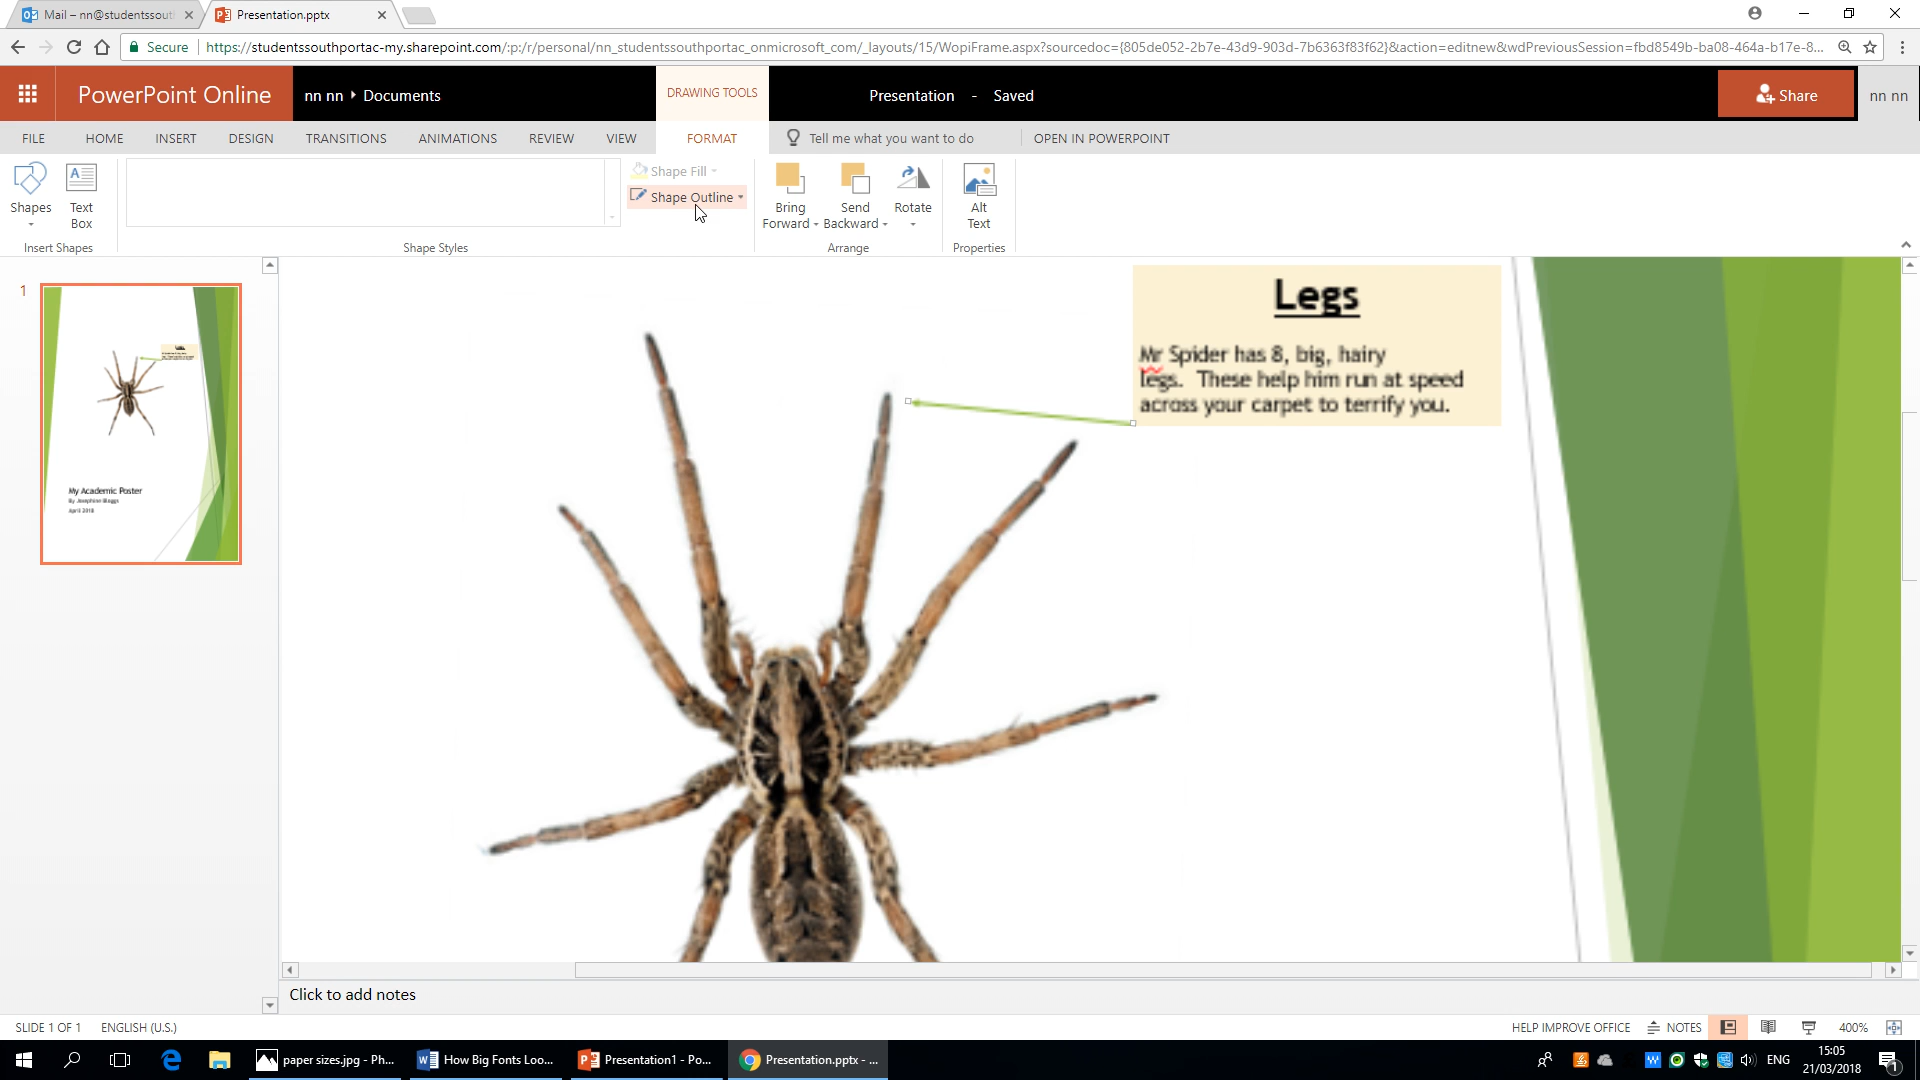 Mail – nn@studentssout
Presentation.pptx
Secure
https://studentssouthportac-my.sharepoint.com/:p:/r/personal/nn_studentssouthportac_onmicrosoft_com/_layouts/15/WopiFrame.aspx?sourcedoc={805de052-2b7e-43d9-903d-7b6363f83f62}&action=editnew&wdPreviousSession=fbd8549b-ba08-464a-b17e-8...
PowerPoint Online
nn nn Documents
DRAWING TOOLS
Presentation - Saved
Share
nn nn
FILE HOME INSERT DESIGN TRANSITIONS ANIMATIONS REVIEW VIEW FORMAT Tell me what you want to do OPEN IN POWERPOINT
Shapes
Text
Box
Insert Shapes
Shape Styles
Shape Fill
Shape Outline
Bring
Forward
Send
Backward
Rotate
Arrange
Alt
Text
Properties
1
My Academic Poster
By Josephine Bloggs
April 2018
Legs
Mr Spider has 8, big, hairy
legs. These help him run at speed
across your carpet to terrify you.
Click to add notes
SLIDE 1 OF 1 ENGLISH (U.S.)
HELP IMPROVE OFFICE NOTES 400%
paper sizes.jpg - Ph...
How Big Fonts Loo...
Presentation1 - Po...
Presentation.pptx - ...
ENG
15:05
21/03/2018
1